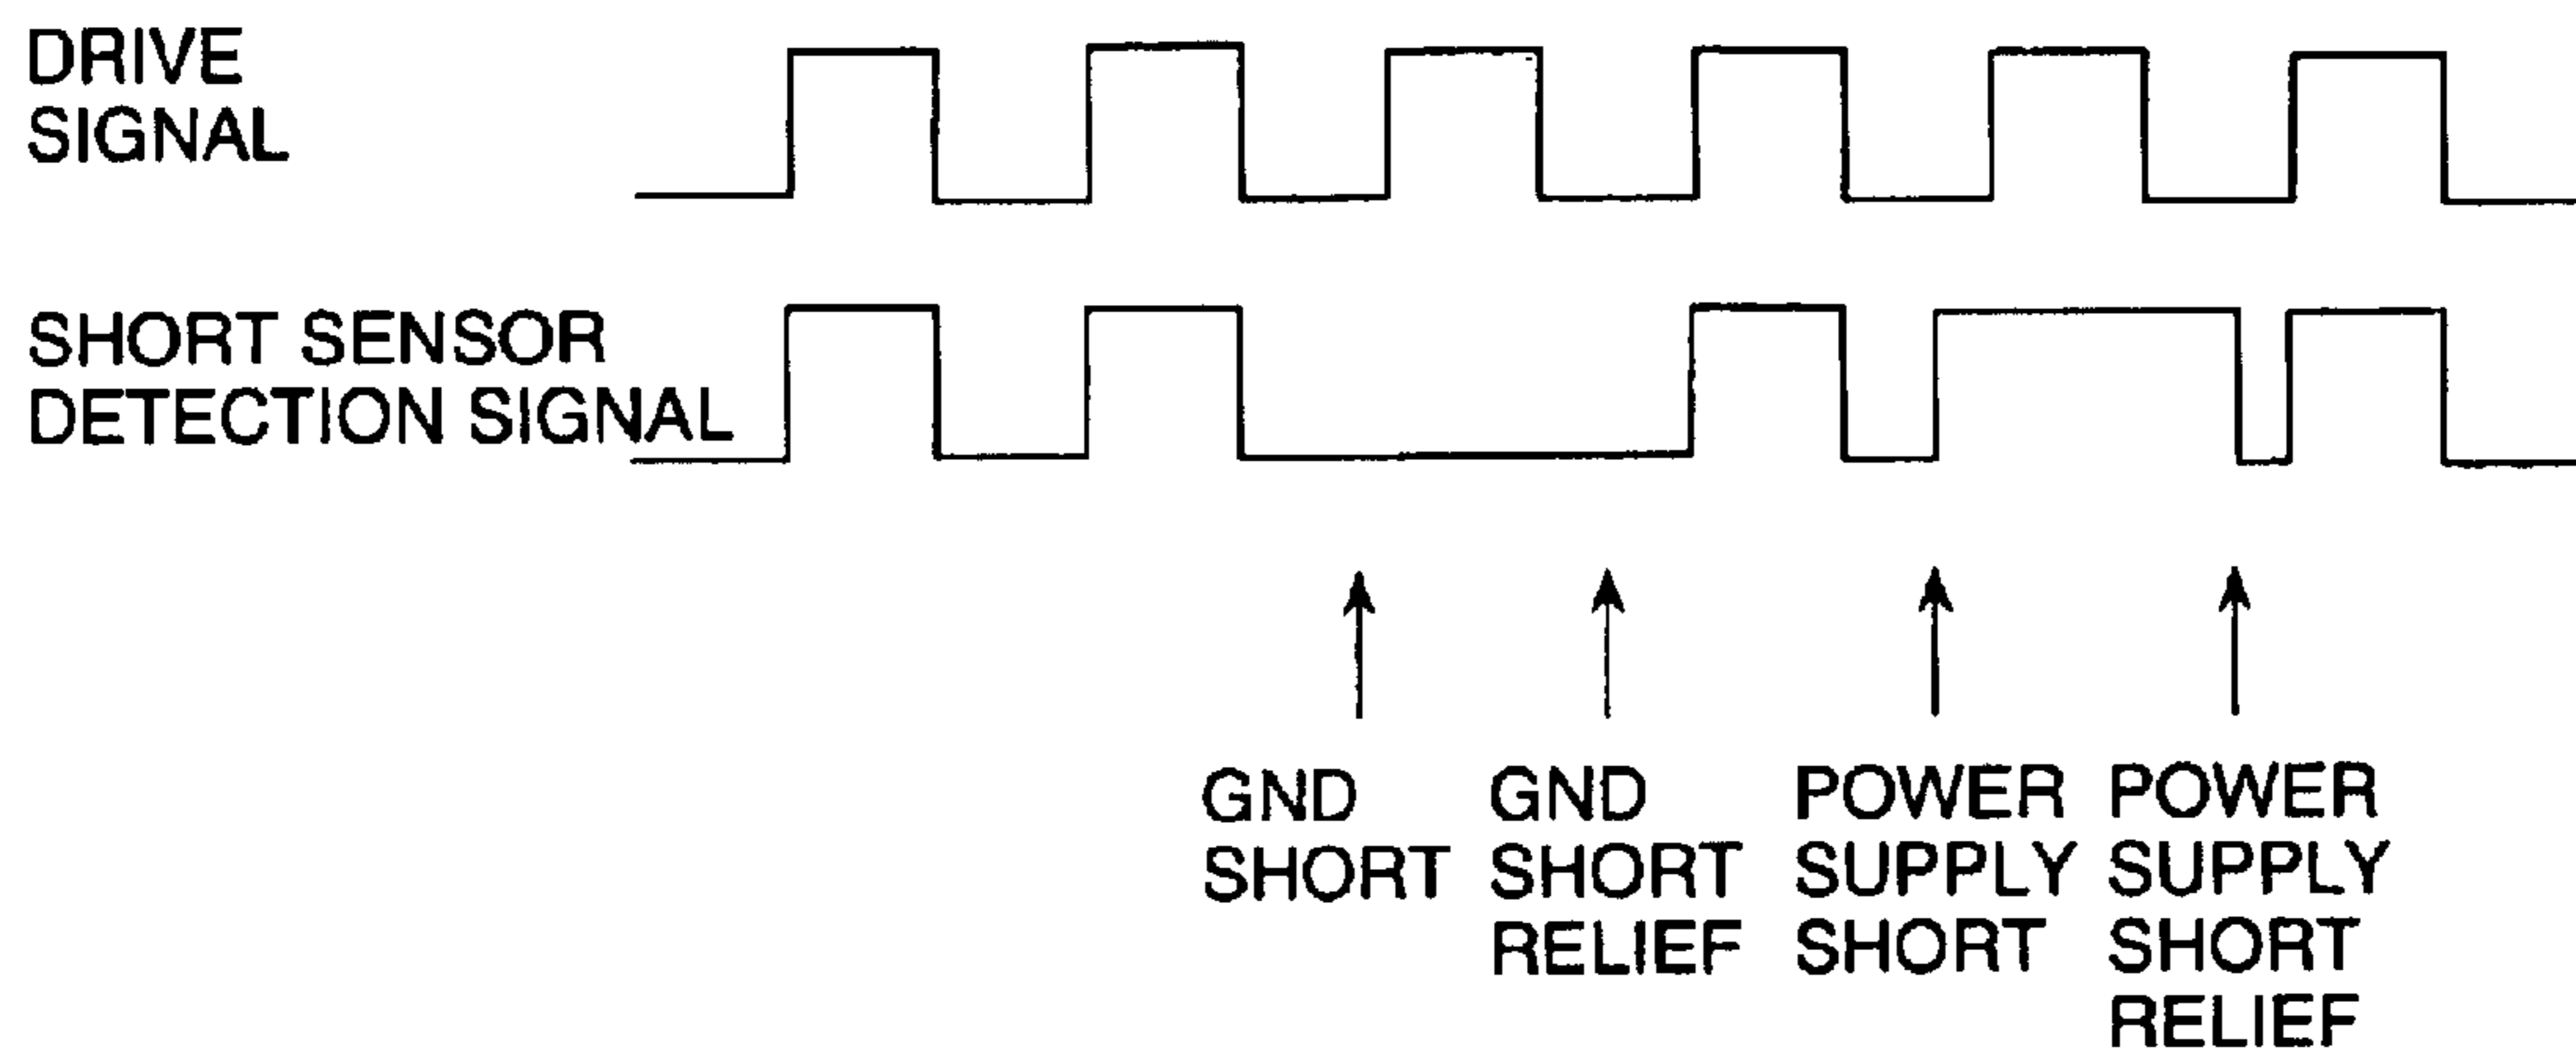 DRIVE
SIGNAL
SHORT SENSOR
DETECTION SIGNAL
GND
SHORT
GND
SHORT
RELIEF
POWER
SUPPLY
SHORT
POWER
SUPPLY
SHORT
RELIEF